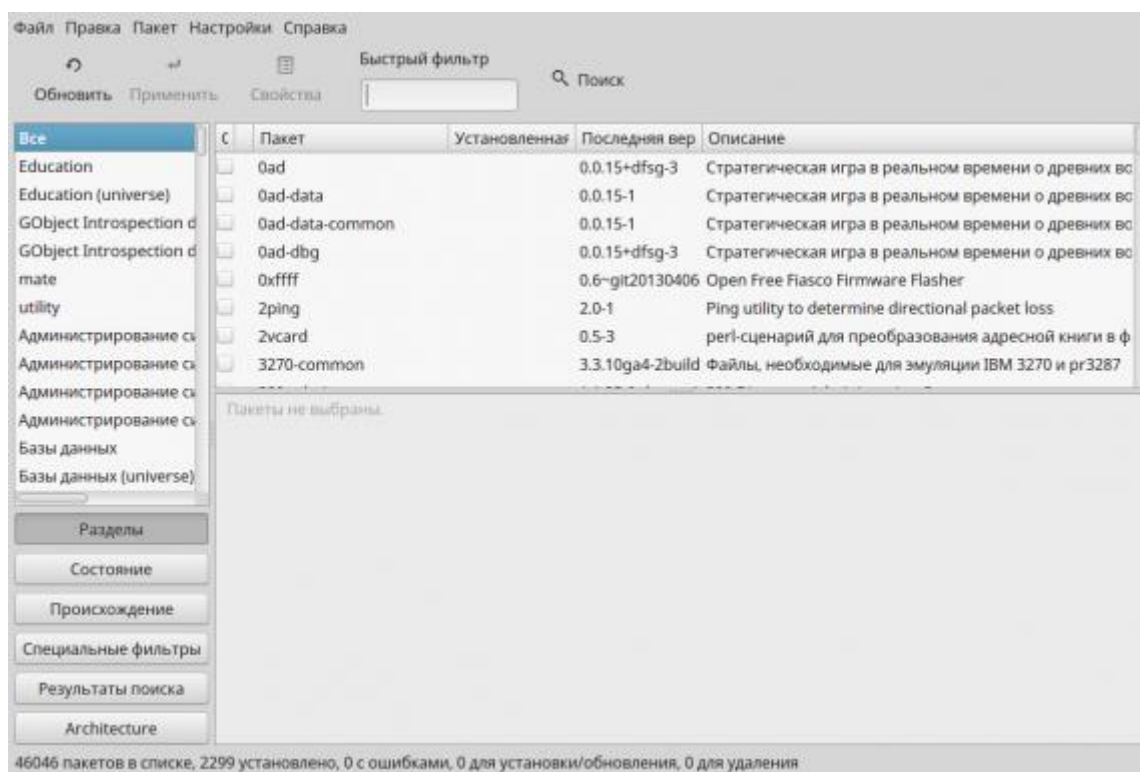 Файл Правка Пакет Настройки Справка
Обновить Применить Свойства Быстрый фильтр Поиск
Все
Education
Education (universe)
GObject Introspection d
GObject Introspection d
mate
utility
Администрирование си
Администрирование си
Администрирование си
Администрирование си
Базы данных
Базы данных (universe)
Разделы
Состояние
Происхождение
Специальные фильтры
Результаты поиска
Architecture
С Пакет Установленная Последняя вер Описание
0ad 0.0.15+dfsg-3 Стратегическая игра в реальном времени о древних вс
0ad-data 0.0.15-1 Стратегическая игра в реальном времени о древних вс
0ad-data-common 0.0.15-1 Стратегическая игра в реальном времени о древних вс
0ad-dbg 0.0.15+dfsg-3 Стратегическая игра в реальном времени о древних вс
0xffff 0.6~git20130406 Open Free Fiasco Firmware Flasher
2ping 2.0-1 Ping utility to determine directional packet loss
2vcard 0.5-3 perl-сценарий для преобразования адресной книги в ф
3270-common 3.3.10ga4-2build Файлы, необходимые для эмуляции IBM 3270 и pr3287
Пакеты не выбраны.
46046 пакетов в списке, 2299 установлено, 0 с ошибками, 0 для установки/обновления, 0 для удаления